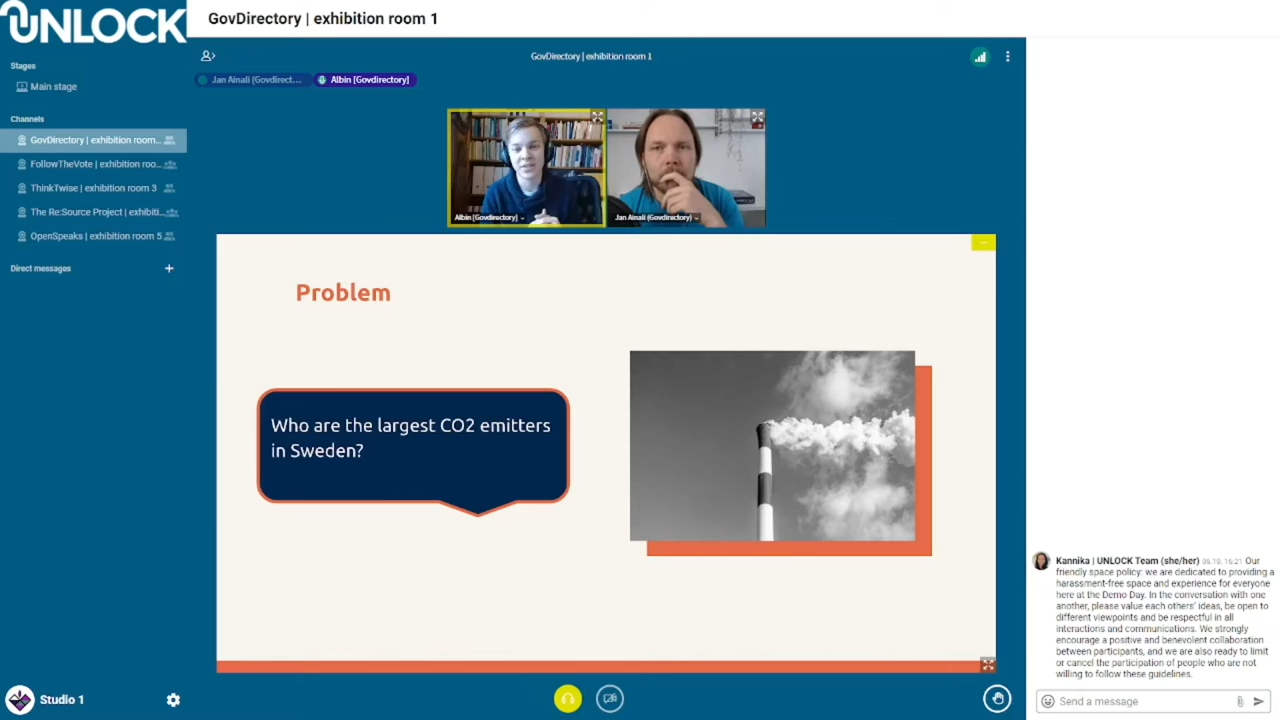 UNLOCK
GovDirectory | exhibition room 1
Stages
Main stage
Channels
GovDirectory | exhibition room...
FollowTheVote | exhibition roo...
ThinkTwise | exhibition room 3
The Re:Source Project | exhibiti...
OpenSpeaks | exhibition room 5
Direct messages
GovDirectory | exhibition room 1
Jan Ainali [Govdirect...
Albin [Govdirectory]
Albin [Govdirectory]
Jan Ainali (Govdirectory)
Problem
Who are the largest CO2 emitters
in Sweden?
Kannika | UNLOCK Team (she/her) 06.10, 16:21 Our
friendly space policy: we are dedicated to providing a
harassment-free space and experience for everyone
here at the Demo Day. In the conversation with one
another, please value each others' ideas, be open to
different viewpoints and be respectful in all
interactions and communications. We strongly
encourage a positive and benevolent collaboration
between participants, and we are also ready to limit
or cancel the participation of people who are not
willing to follow these guidelines.
Studio 1
Send a message